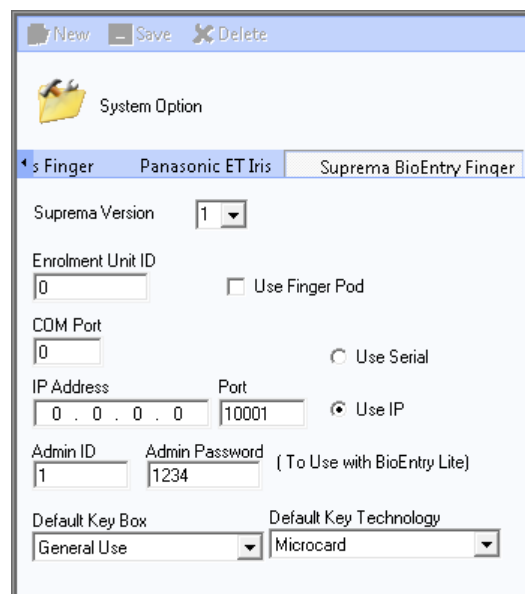 New Save Delete
System Option
s Finger Panasonic ET Iris Suprema BioEntry Finger
Suprema Version 1
Enrolment Unit ID
0 Use Finger Pod
COM Port
0 Use Serial
IP Address Port
0 . 0 . 0 . 0 10001 Use IP
Admin ID Admin Password
1 1234 ( To Use with BioEntry Lite)
Default Key Box Default Key Technology
General Use Microcard